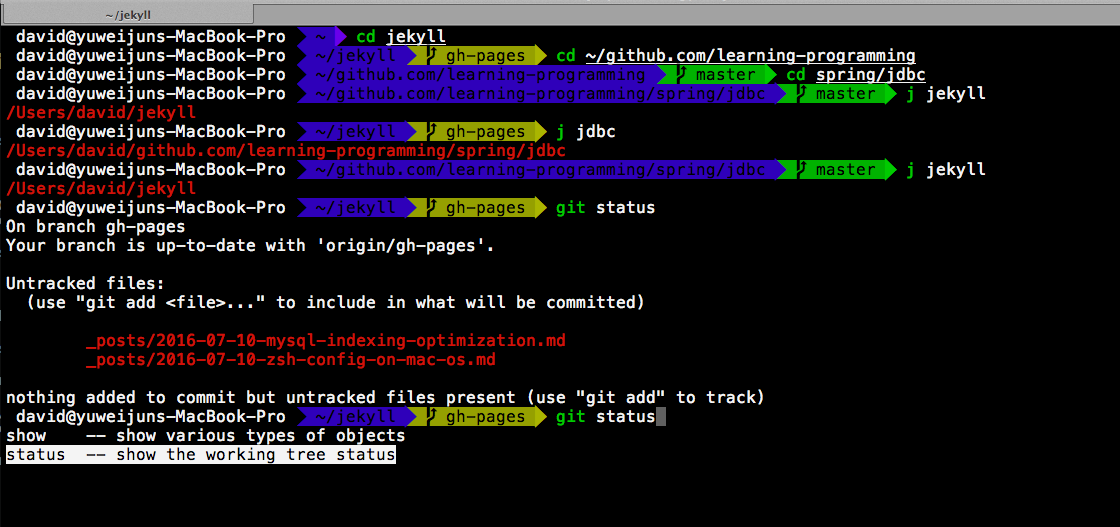 ~/jekyll
david@yuweijuns-MacBook-Pro ~ cd jekyll
david@yuweijuns-MacBook-Pro ~/jekyll gh-pages cd ~/github.com/learning-programming
david@yuweijuns-MacBook-Pro ~/github.com/learning-programming master cd spring/jdbc
david@yuweijuns-MacBook-Pro ~/github.com/learning-programming/spring/jdbc master j jekyll
/Users/david/jekyll
david@yuweijuns-MacBook-Pro ~/jekyll gh-pages j jdbc
/Users/david/github.com/learning-programming/spring/jdbc
david@yuweijuns-MacBook-Pro ~/github.com/learning-programming/spring/jdbc master j jekyll
/Users/david/jekyll
david@yuweijuns-MacBook-Pro ~/jekyll gh-pages git status
On branch gh-pages
Your branch is up-to-date with 'origin/gh-pages'.
Untracked files:
(use "git add <file>..." to include in what will be committed)
_posts/2016-07-10-mysql-indexing-optimization.md
_posts/2016-07-10-zsh-config-on-mac-os.md
nothing added to commit but untracked files present (use "git add" to track)
david@yuweijuns-MacBook-Pro ~/jekyll gh-pages git status
show -- show various types of objects
status -- show the working tree status